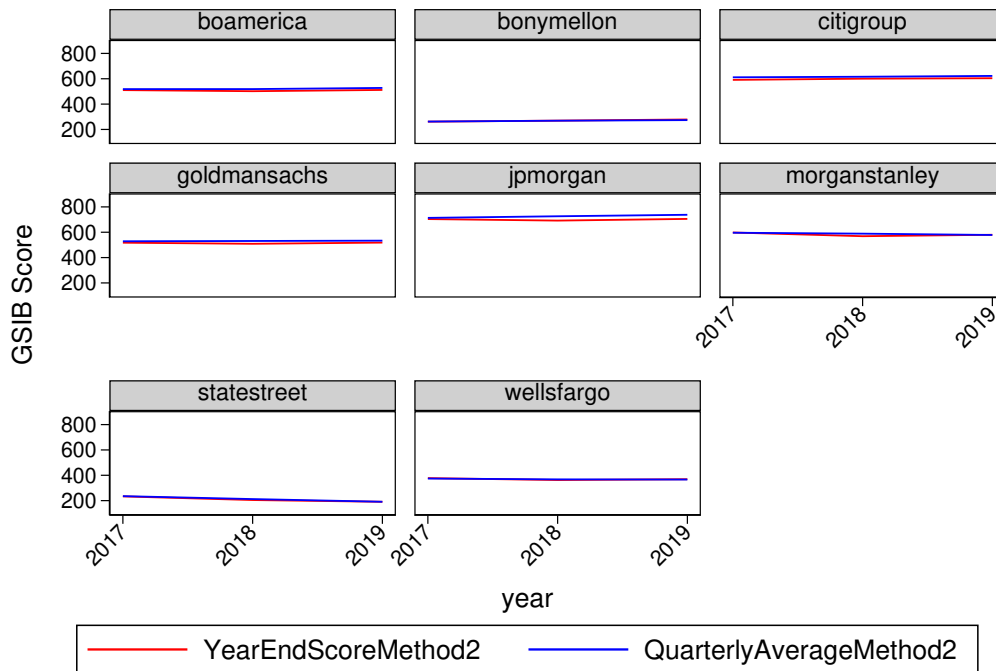 boamerica bonymellon citigroup
800
600
400
200
goldmansachs jpmorgan morganstanley
800
600
400
200
2017 2018 2019
GSIB Score
statestreet wellsfargo
800
600
400
200
2017 2018 2019 2017 2018 2019
year
YearEndScoreMethod2 QuarterlyAverageMethod2